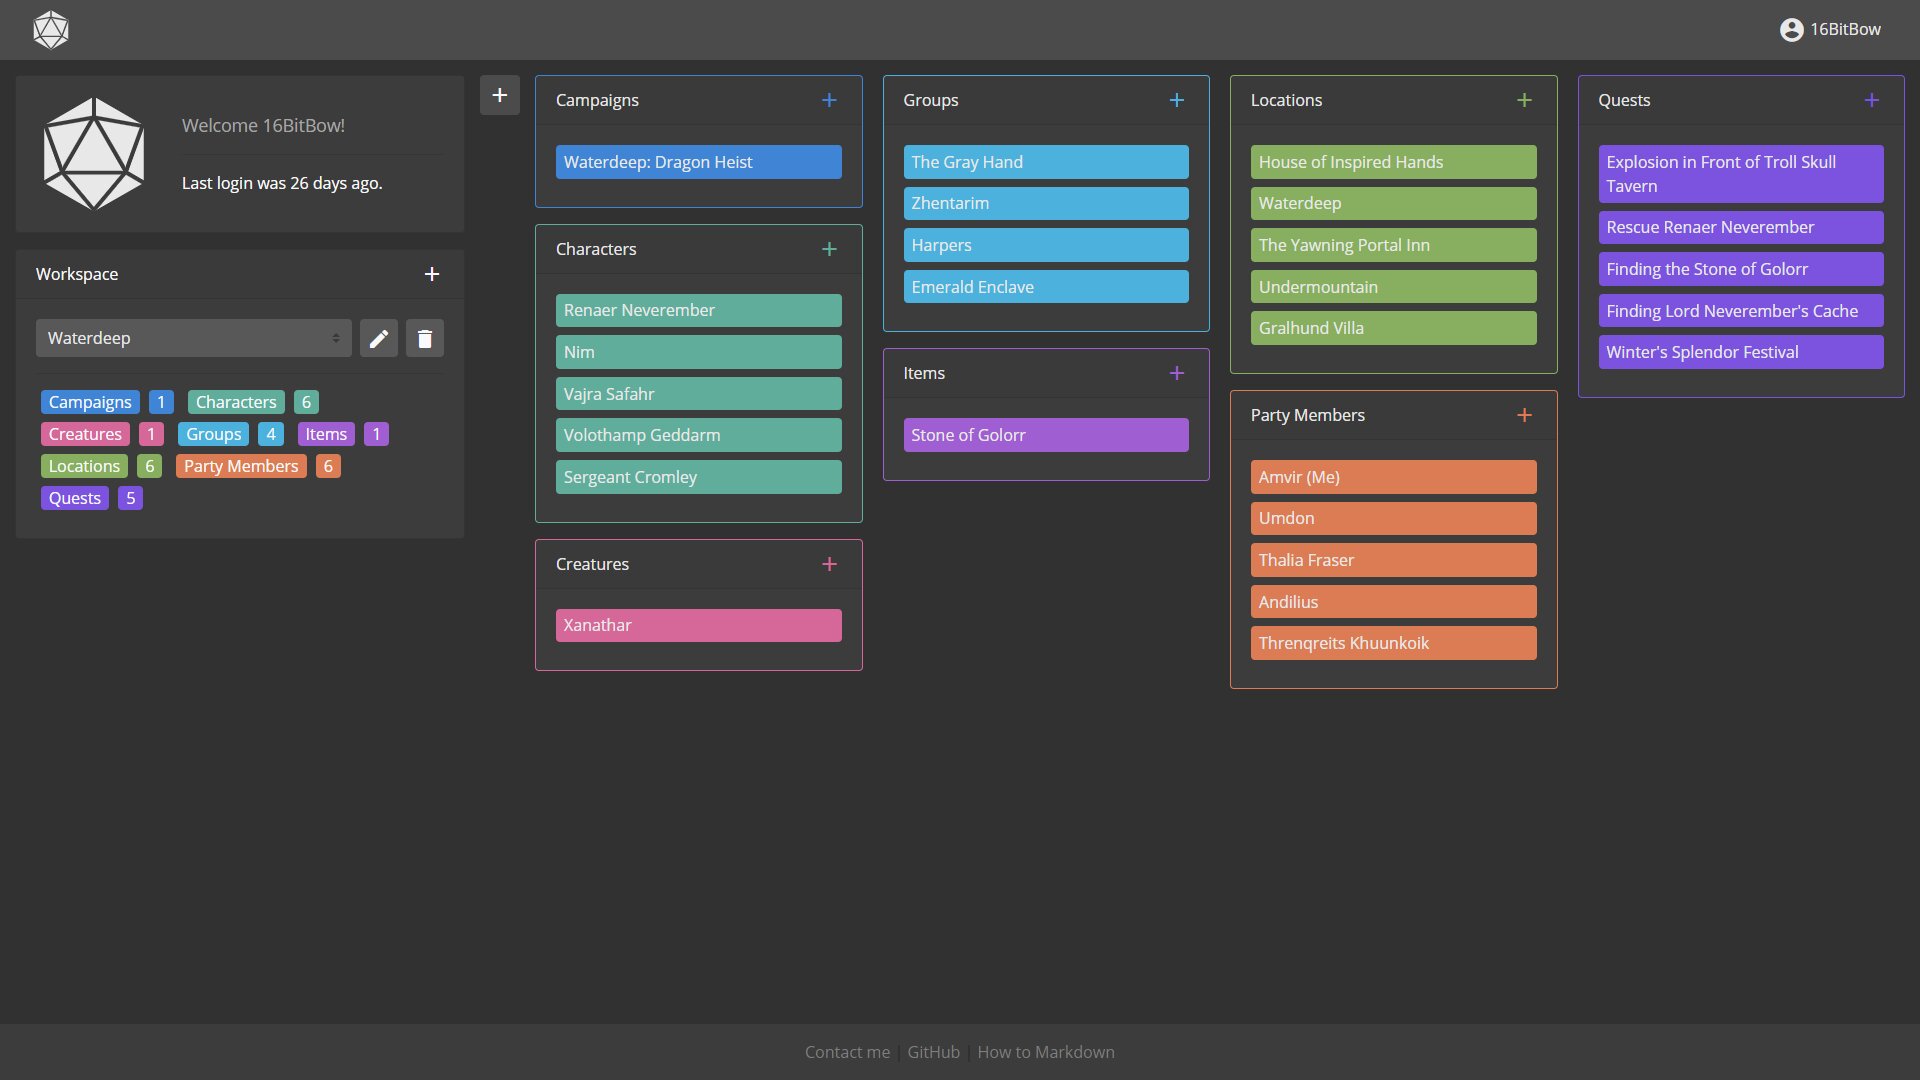 16BitBow
Welcome 16BitBow!
Last login was 26 days ago.
Workspace
Waterdeep
Campaigns 1 Characters 6
Creatures 1 Groups 4 Items 1
Locations 6 Party Members 6
Quests 5
Campaigns
Waterdeep: Dragon Heist
Characters
Renaer Neverember
Nim
Vajra Safahr
Volothamp Geddarm
Sergeant Cromley
Creatures
Xanathar
Groups
The Gray Hand
Zhentarim
Harpers
Emerald Enclave
Items
Stone of Golorr
Locations
House of Inspired Hands
Waterdeep
The Yawning Portal Inn
Undermountain
Gralhund Villa
Party Members
Amvir (Me)
Umdon
Thalia Fraser
Andilius
Threnqreits Khuunkoik
Quests
Explosion in Front of Troll Skull
Tavern
Rescue Renaer Neverember
Finding the Stone of Golorr
Finding Lord Neverember's Cache
Winter's Splendor Festival
Contact me | GitHub | How to Markdown